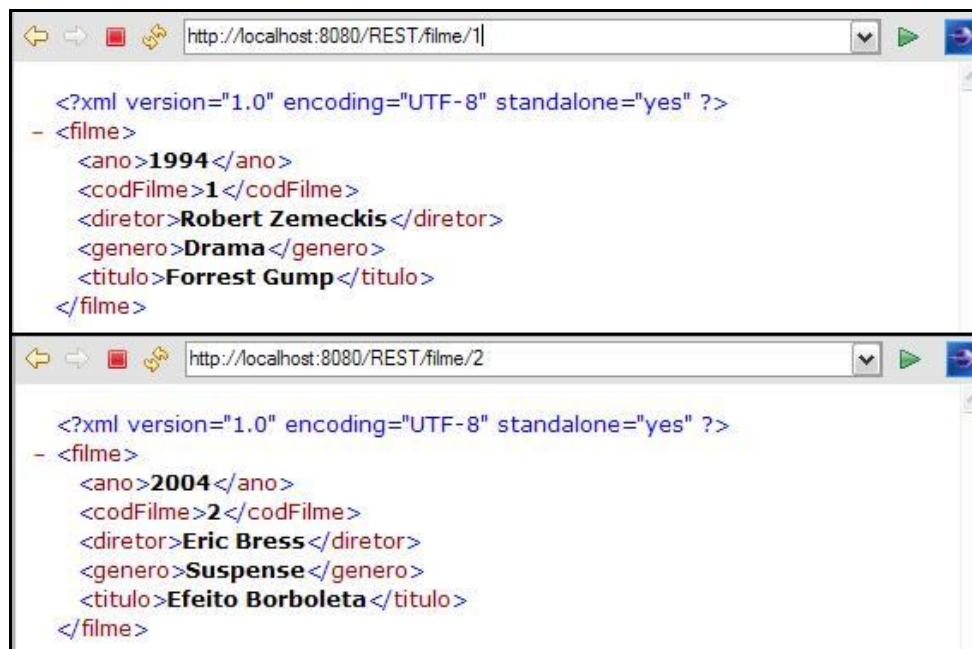 http://localhost:8080/REST/filme/1
<?xml version="1.0" encoding="UTF-8" standalone="yes" ?>
- <filme>
<ano>1994</ano>
<codFilme>1</codFilme>
<diretor>Robert Zemeckis</diretor>
<genero>Drama</genero>
<titulo>Forrest Gump</titulo>
</filme>
http://localhost:8080/REST/filme/2
<?xml version="1.0" encoding="UTF-8" standalone="yes" ?>
- <filme>
<ano>2004</ano>
<codFilme>2</codFilme>
<diretor>Eric Bress</diretor>
<genero>Suspense</genero>
<titulo>Efeito Borboleta</titulo>
</filme>